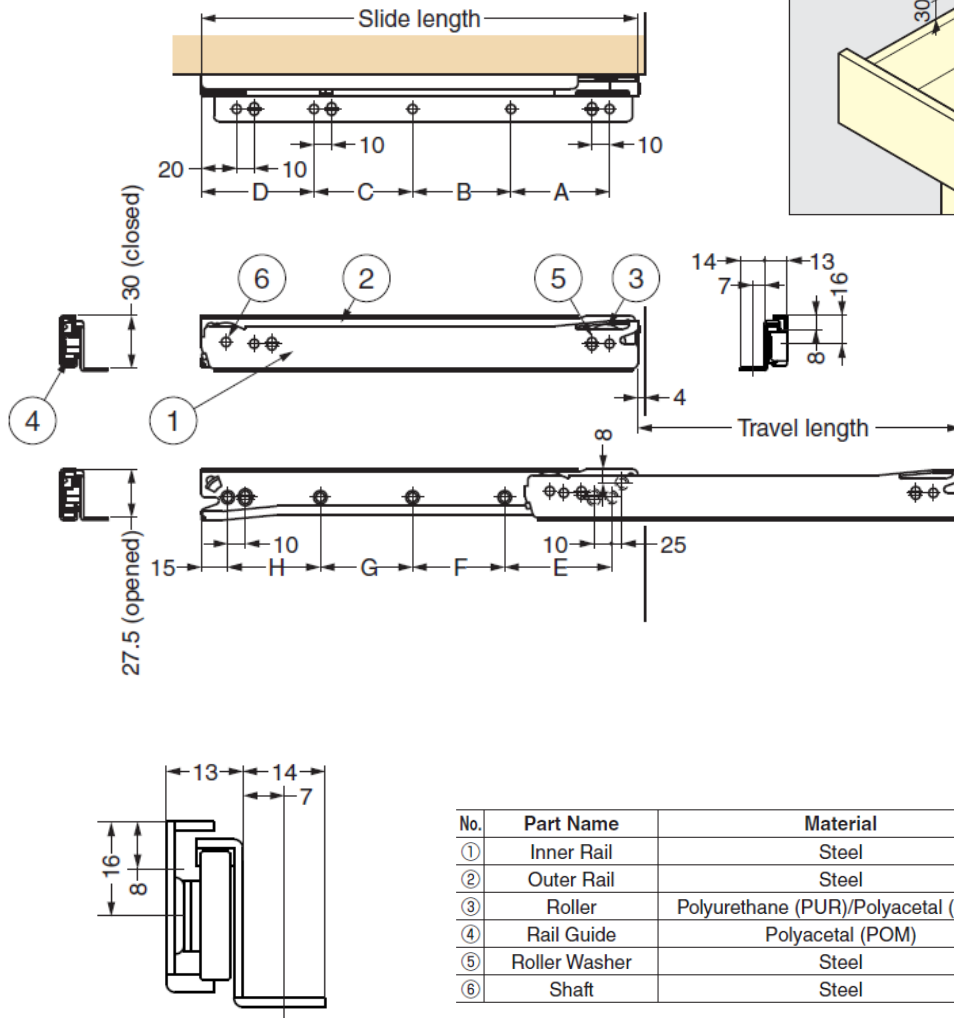 Slide length
30
10
10
20
10
D
C
B
A
30 (closed)
6
2
5
3
14
13
7
16
8
4
1
4
Travel length
8
10
10
25
15
H
G
F
E
27.5 (opened)
13
14
7
16
8
No. Part Name Material
① Inner Rail Steel
② Outer Rail Steel
③ Roller Polyurethane (PUR)/Polyacetal (
④ Rail Guide Polyacetal (POM)
⑤ Roller Washer Steel
⑥ Shaft Steel